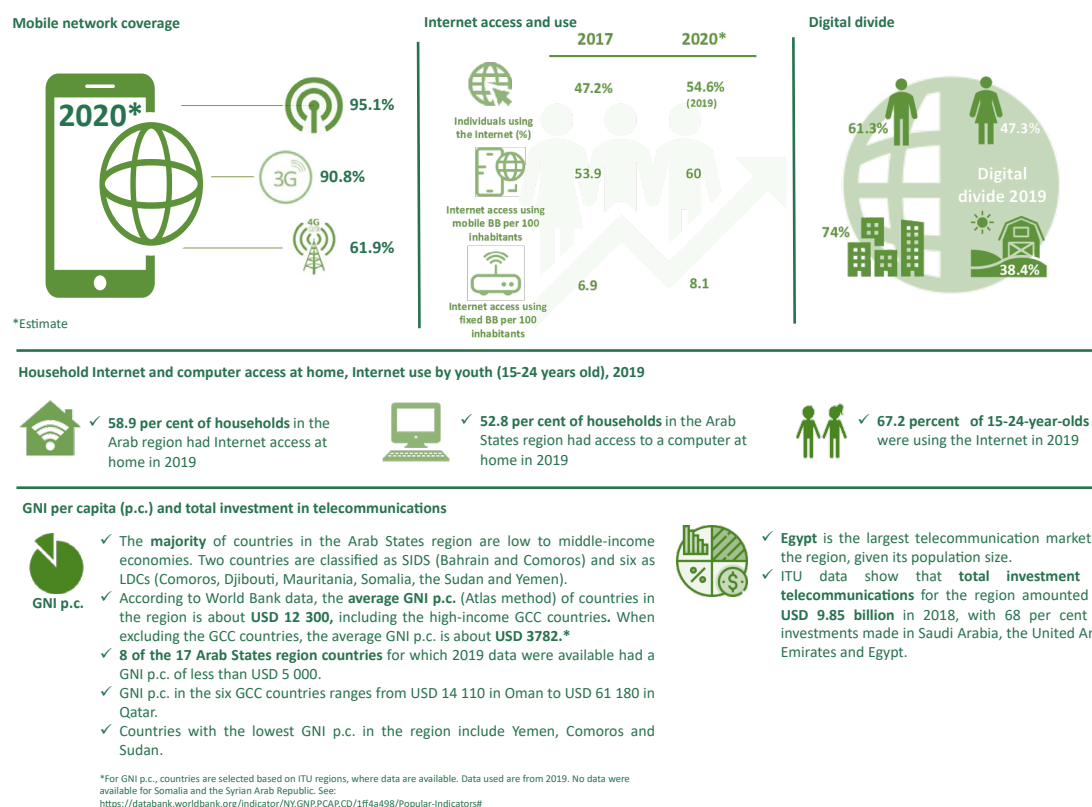 Mobile network coverage
2020*
95.1%
3G
90.8%
4G
61.9%
*Estimate
Internet access and use
2017
2020*
Individuals using
the Internet (%)
47.2%
54.6%
(2019)
Internet access using
mobile BB per 100
inhabitants
53.9
60
Internet access using
fixed BB per 100
inhabitants
6.9
8.1
Digital divide
61.3%
47.3%
Digital
divide 2019
74%
38.4%
Household Internet and computer access at home, Internet use by youth (15-24 years old), 2019
✓ 58.9 per cent of households in the
Arab region had Internet access at
home in 2019
✓ 52.8 per cent of households in the Arab
States region had access to a computer at
home in 2019
✓ 67.2 percent of 15-24-year-olds
were using the Internet in 2019
GNI per capita (p.c.) and total investment in telecommunications
GNI p.c.
✓ The majority of countries in the Arab States region are low to middle-income
economies. Two countries are classified as SIDS (Bahrain and Comoros) and six as
LDCs (Comoros, Djibouti, Mauritania, Somalia, the Sudan and Yemen).
✓ According to World Bank data, the average GNI p.c. (Atlas method) of countries in
the region is about USD 12 300, including the high-income GCC countries. When
excluding the GCC countries, the average GNI p.c. is about USD 3782.*
✓ 8 of the 17 Arab States region countries for which 2019 data were available had a
GNI p.c. of less than USD 5 000.
✓ GNI p.c. in the six GCC countries ranges from USD 14 110 in Oman to USD 61 180 in
Qatar.
✓ Countries with the lowest GNI p.c. in the region include Yemen, Comoros and
Sudan.
*For GNI p.c., countries are selected based on ITU regions, where data are available. Data used are from 2019. No data were
available for Somalia and the Syrian Arab Republic. See:
https://databank.worldbank.org/indicator/NY.GNP.PCAP.CD/1ff4a498/Popular-Indicators#
%
$
✓ Egypt is the largest telecommunication market
the region, given its population size.
✓ ITU data show that total investment
telecommunications for the region amounted
USD 9.85 billion in 2018, with 68 per cent
investments made in Saudi Arabia, the United
Emirates and Egypt.